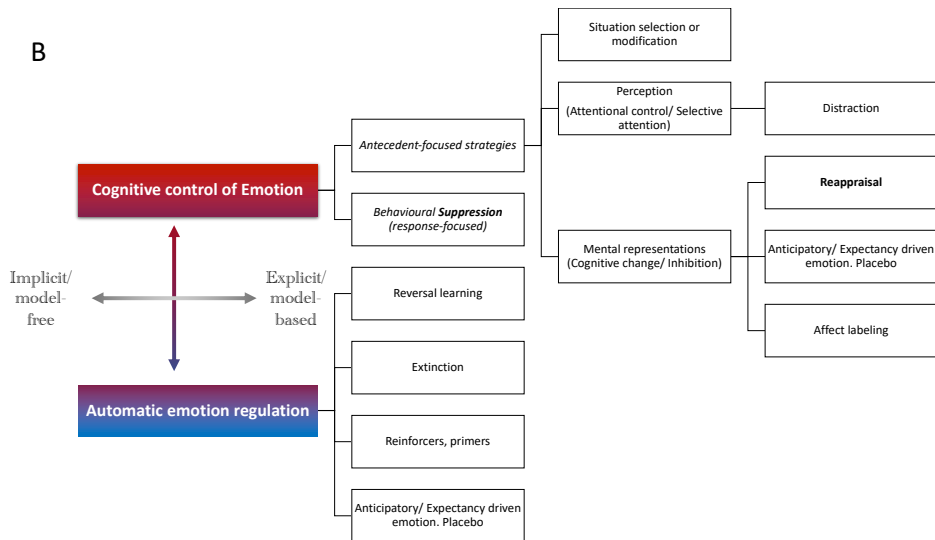 B
Situation selection or
modification
Perception
(Attentional control/ Selective
attention)
Distraction
Antecedent-focused strategies
Cognitive control of Emotion
Reappraisal
Behavioural Suppression
(response-focused)
Mental representations
(Cognitive change/ Inhibition)
Anticipatory/ Expectancy driven
emotion. Placebo
Implicit/
model-
free
Explicit/
model-
based
Reversal learning
Affect labeling
Extinction
Automatic emotion regulation
Reinforcers, primers
Anticipatory/ Expectancy driven
emotion. Placebo